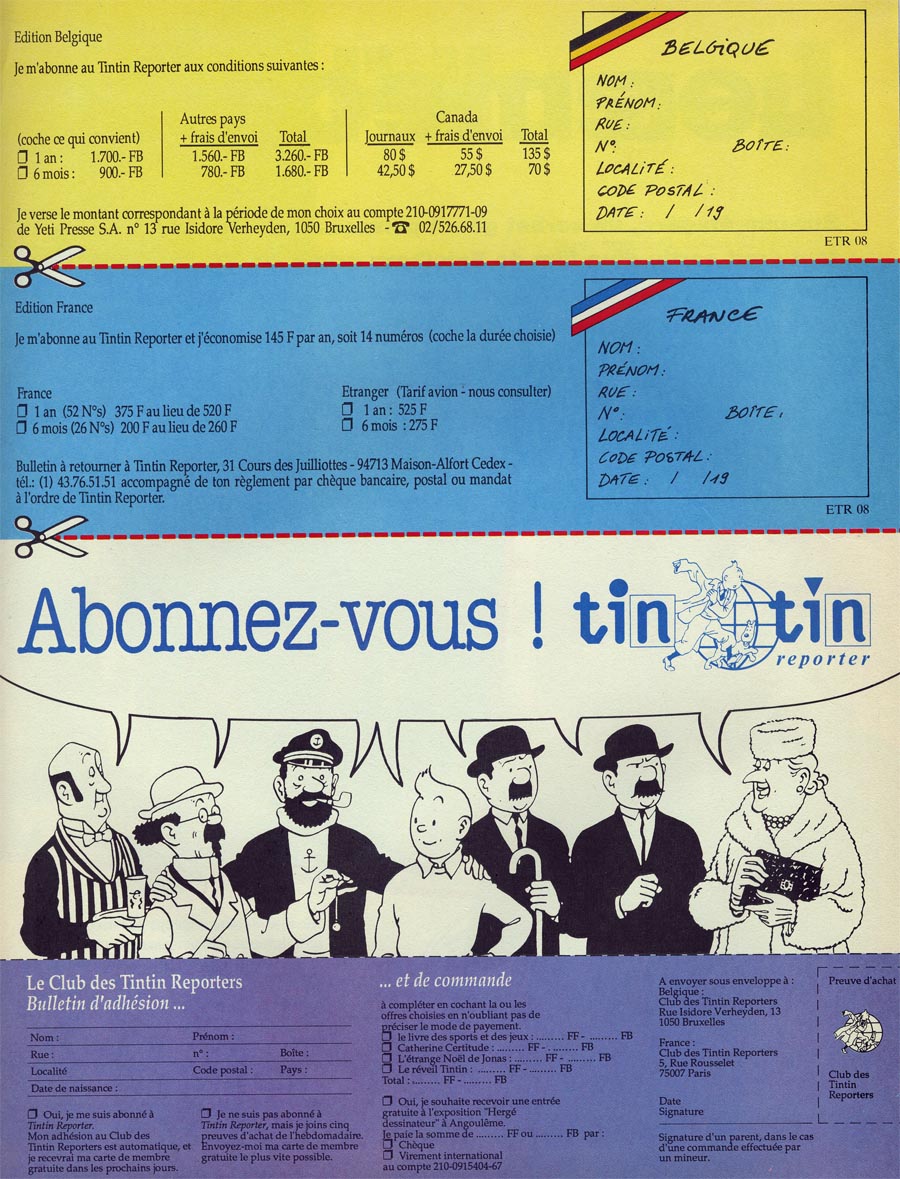 Edition Belgique
Je m'abonne au Tintin Reporter aux conditions suivantes :
Autres pays
Canada
(coche ce qui convient) + frais d'envoi Total Journaux + frais d'envoi Total
1 an : 1.700.- FB 1.560.- FB 3.260.- FB 80 $ 55 $ 135 $
6 mois : 900.- FB 780.- FB 1.680.- FB 42,50 $ 27,50 $ 70 $
Je verse le montant correspondant à la période de mon choix au compte 210-0917771-09
de Yeti Presse S.A. n° 13 rue Isidore Verheyden, 1050 Bruxelles - ☎ 02/526.68.11
BELGIQUE
NOM :
PRÉNOM :
RUE :
N°: BOÎTE :
LOCALITÉ :
CODE POSTAL :
DATE : / /19
ETR 08
Edition France
Je m'abonne au Tintin Reporter et j'économise 145 F par an, soit 14 numéros (coche la durée choisie)
France
1 an (52 N°s) 375 F au lieu de 520 F
6 mois (26 N°s) 200 F au lieu de 260 F
Etranger (Tarif avion - nous consulter)
1 an : 525 F
6 mois : 275 F
Bulletin à retourner à Tintin Reporter, 31 Cours des Juilliottes - 94713 Maison-Alfort Cedex -
tél.: (1) 43.76.51.51 accompagné de ton règlement par chèque bancaire, postal ou mandat
à l'ordre de Tintin Reporter.
FRANCE
NOM :
PRÉNOM :
RUE :
N°: BOÎTE :
LOCALITÉ :
CODE POSTAL :
DATE : / /19
ETR 08
Abonnez-vous !
tintin
reporter
Le Club des Tintin Reporters
Bulletin d'adhésion ...
Nom : Prénom :
Rue : n° : Boîte :
Localité Code postal : Pays :
Date de naissance :
Oui, je me suis abonné à
Tintin Reporter.
Mon adhésion au Club des
Tintin Reporters est automatique, et
je recevrai ma carte de membre
gratuite dans les prochains jours.
Je ne suis pas abonné à
Tintin Reporter, mais je joins cinq
preuves d'achat de l'hebdomadaire.
Envoyez-moi ma carte de membre
gratuite le plus vite possible.
... et de commande
à compléter en cochant la ou les
offres choisies en n'oubliant pas de
préciser le mode de payement.
le livre des sports et des jeux : ......... FF - ......... FB
Catherine Certitude : ......... FF - ......... FB
L'étrange Noël de Jonas : ......... FF - ......... FB
Le réveil Tintin : ......... FF - ......... FB
Total : ......... FF - ......... FB
Oui, je souhaite recevoir une entrée
gratuite à l'exposition "Hergé
dessinateur" à Angoulême.
Je paie la somme de ......... FF ou ......... FB par :
Chèque
Virement international
au compte 210-0915404-67
A envoyer sous enveloppe à :
Belgique :
Club des Tintin Reporters
Rue Isidore Verheyden, 13
1050 Bruxelles
France :
Club des Tintin Reporters
5, Rue Rousselet
75007 Paris
Date
Signature
Signature d'un parent, dans le cas
d'une commande effectuée par
un mineur.
Preuve d'achat
Club des
Tintin
Reporters